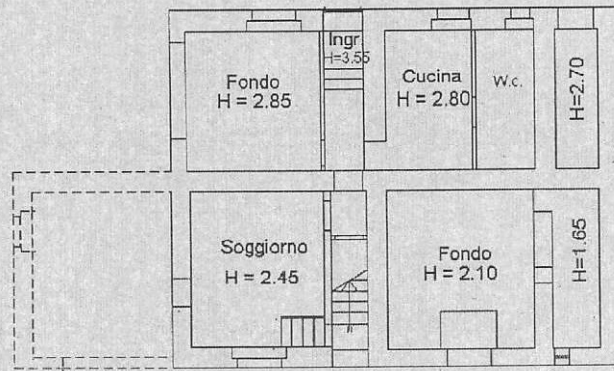 Ingr.
H=3.55
Fondo
H = 2.85
Cucina
H = 2.80
W.c.
H=2.70
Soggiorno
H = 2.45
Fondo
H = 2.10
H=1.65